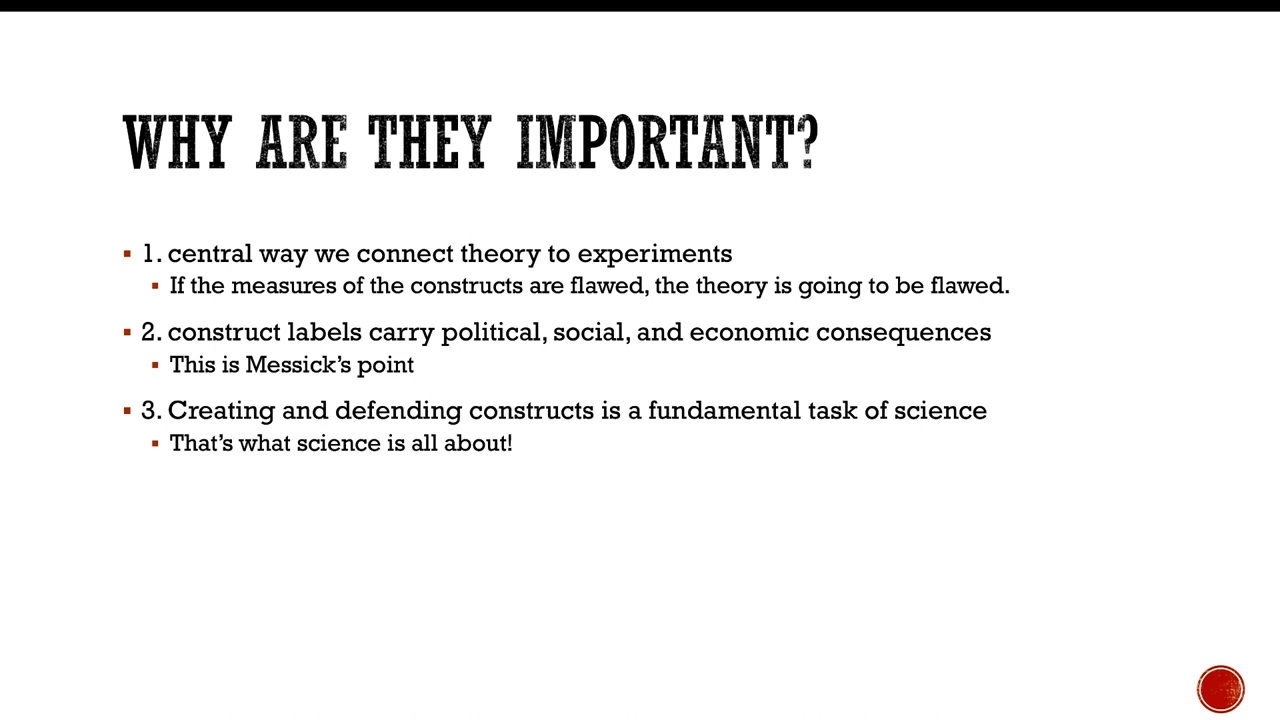 WHY ARE THEY IMPORTANT?
▪ 1. central way we connect theory to experiments
▪ If the measures of the constructs are flawed, the theory is going to be flawed.
▪ 2. construct labels carry political, social, and economic consequences
▪ This is Messick’s point
▪ 3. Creating and defending constructs is a fundamental task of science
▪ That’s what science is all about!